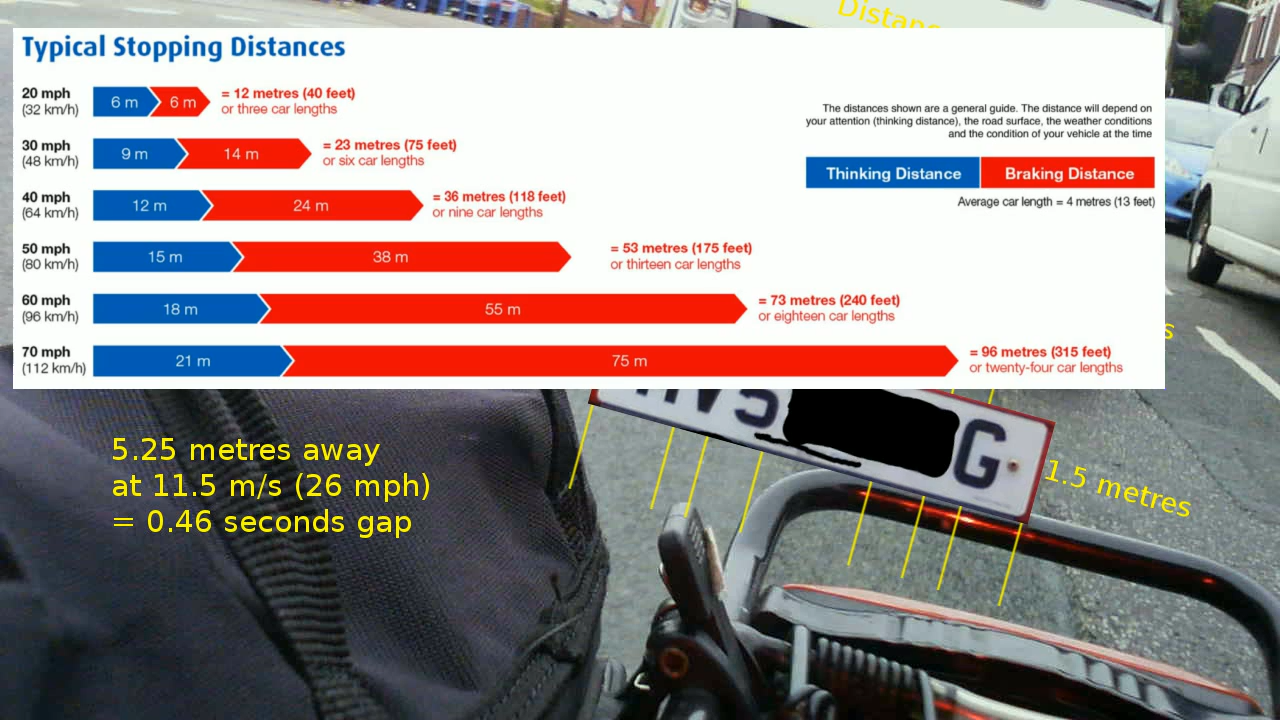 Distanc
Typical Stopping Distances
20 mph
(32 km/h)
6 m
6 m
= 12 metres (40 feet)
or three car lengths
30 mph
(48 km/h)
9 m
14 m
= 23 metres (75 feet)
or six car lengths
40 mph
(64 km/h)
12 m
24 m
= 36 metres (118 feet)
or nine car lengths
50 mph
(80 km/h)
15 m
38 m
= 53 metres (175 feet)
or thirteen car lengths
60 mph
(96 km/h)
18 m
55 m
= 73 metres (240 feet)
or eighteen car lengths
70 mph
(112 km/h)
21 m
75 m
= 96 metres (315 feet)
or twenty-four car lengths
The distances shown are a general guide. The distance will depend on
your attention (thinking distance), the road surface, the weather conditions
and the condition of your vehicle at the time
Thinking Distance
Braking Distance
Average car length = 4 metres (13 feet)
s
G
1.5 metres
5.25 metres away
at 11.5 m/s (26 mph)
= 0.46 seconds gap